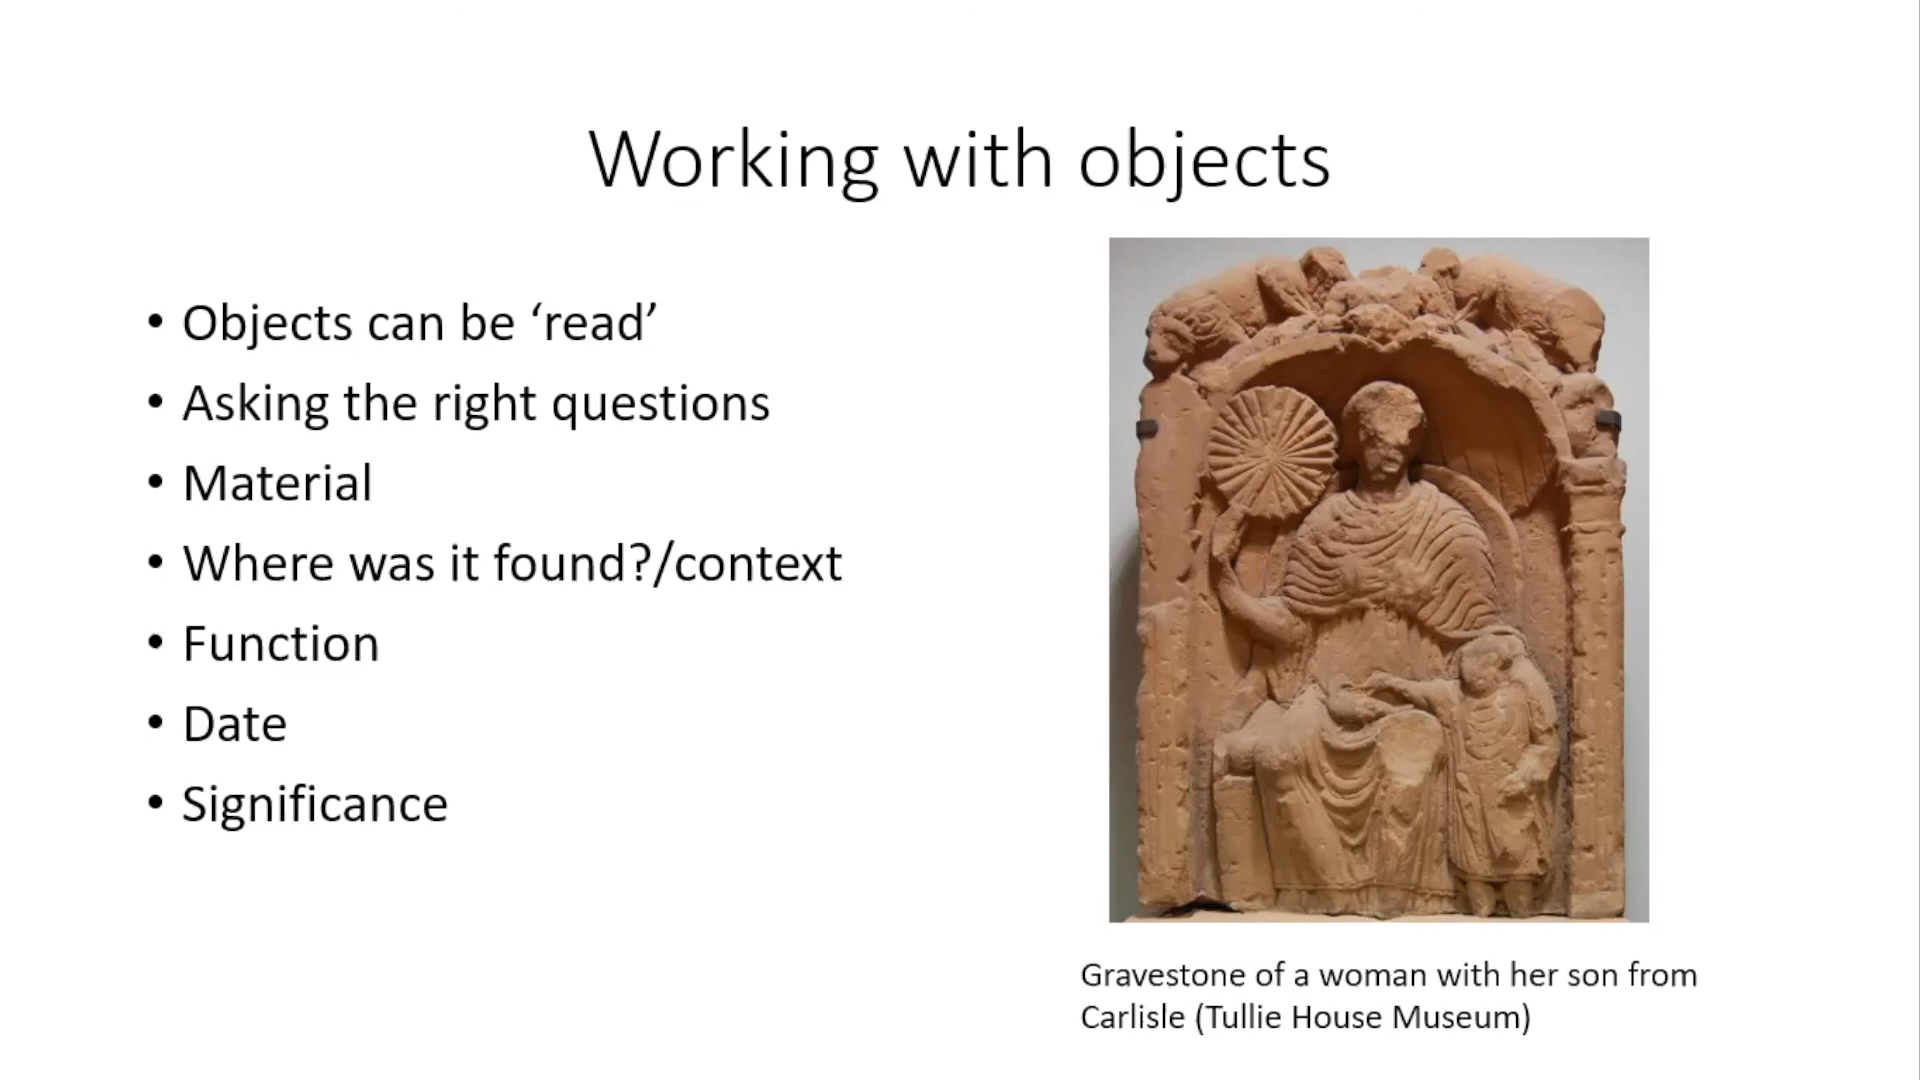 Working with objects
• Objects can be ‘read’
• Asking the right questions
• Material
• Where was it found?/context
• Function
• Date
• Significance
Gravestone of a woman with her son from
Carlisle (Tullie House Museum)